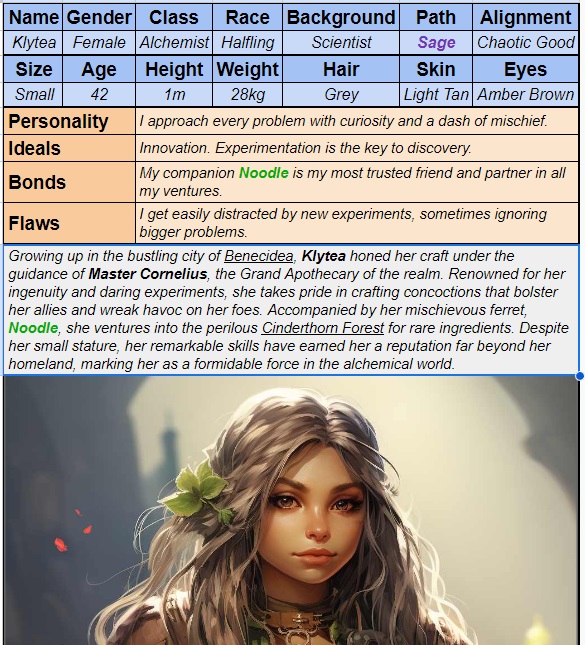 Name Gender Class Race Background Path Alignment
Klytea Female Alchemist Halfling Scientist Sage Chaotic Good
Size Age Height Weight Hair Skin Eyes
Small 42 1m 28kg Grey Light Tan Amber Brown
Personality I approach every problem with curiosity and a dash of mischief.
Ideals Innovation. Experimentation is the key to discovery.
Bonds My companion Noodle is my most trusted friend and partner in all
my ventures.
Flaws I get easily distracted by new experiments, sometimes ignoring
bigger problems.
Growing up in the bustling city of Benecidea, Klytea honed her craft under the
guidance of Master Cornelius, the Grand Apothecary of the realm. Renowned for her
ingenuity and daring experiments, she takes pride in crafting concoctions that bolster
her allies and wreak havoc on her foes. Accompanied by her mischievous ferret,
Noodle, she ventures into the perilous Cinderthorn Forest for rare ingredients. Despite
her small stature, her remarkable skills have earned her a reputation far beyond her
homeland, marking her as a formidable force in the alchemical world.